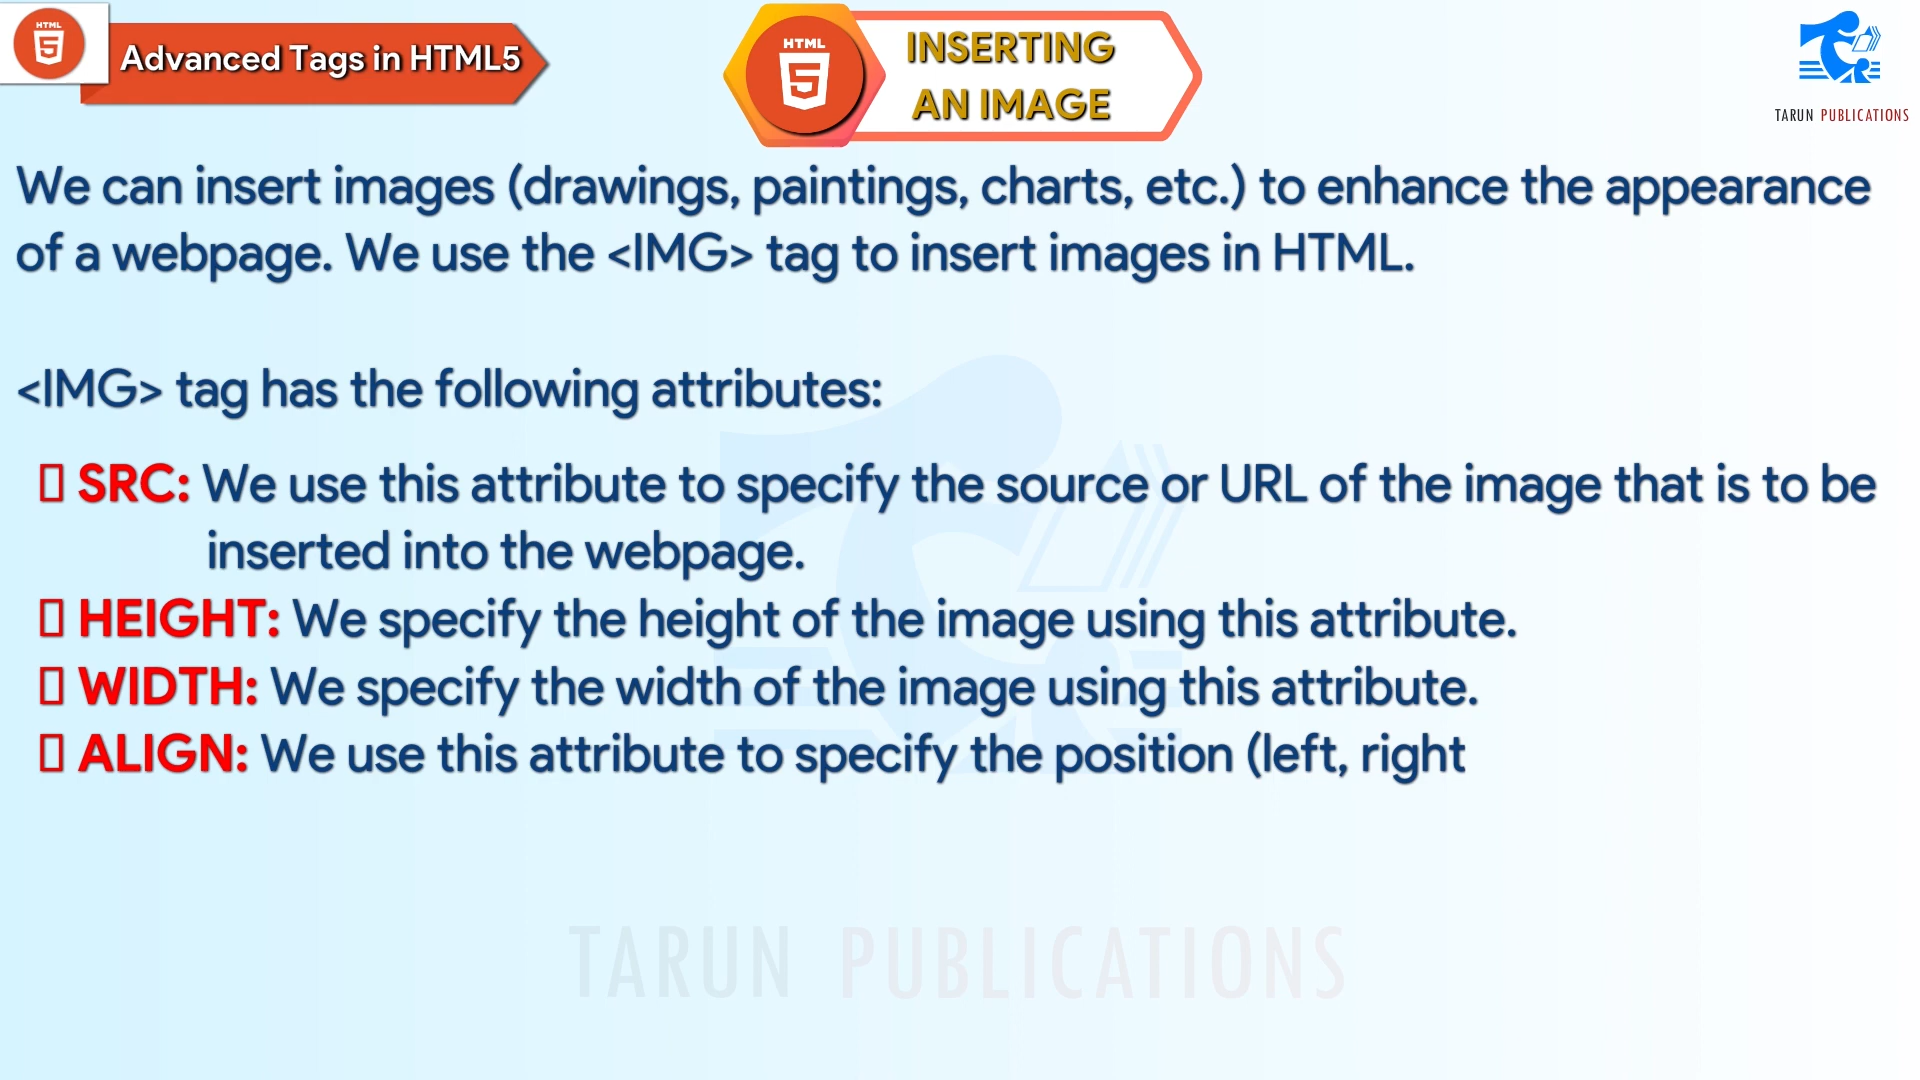 HTML
5
Advanced Tags in HTML5
HTML
5
INSERTING
AN IMAGE
TARUN PUBLICATIONS
We can insert images (drawings, paintings, charts, etc.) to enhance the appearance
of a webpage. We use the <IMG> tag to insert images in HTML.
<IMG> tag has the following attributes:
SRC: We use this attribute to specify the source or URL of the image that is to be
inserted into the webpage.
HEIGHT: We specify the height of the image using this attribute.
WIDTH: We specify the width of the image using this attribute.
ALIGN: We use this attribute to specify the position (left, right
TARUN PUBLICATIONS